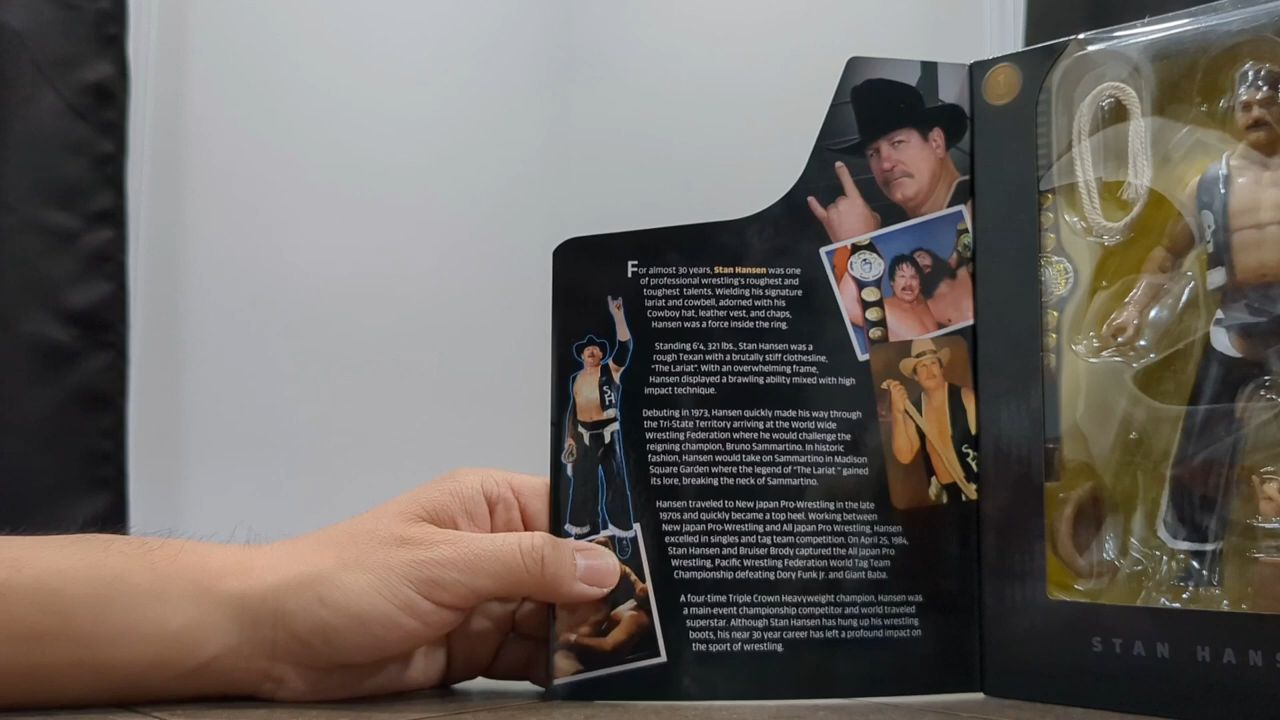 For almost 30 years, Stan Hansen was one
of professional wrestling's roughest and
toughest talents. Wielding his signature
lariat and cowbell, adorned with his
Cowboy hat, leather vest, and chaps,
Hansen was a force inside the ring.
Standing 6'4, 321 lbs., Stan Hansen was a
rough Texan with a brutally stiff clothesline,
"The Lariat". With an overwhelming frame,
Hansen displayed a brawling ability mixed with high
impact technique.
Debuting in 1973, Hansen quickly made his way through
the Tri-State Territory arriving at the World Wide
Wrestling Federation where he would challenge the
reigning champion, Bruno Sammartino. In historic
fashion, Hansen would take on Sammartino in Madison
Square Garden where the legend of "The Lariat" gained
its lore, breaking the neck of Sammartino.
Hansen traveled to New Japan Pro-Wrestling in the late
1970s and quickly became a top heel. Working between
New Japan Pro-Wrestling and All Japan Pro Wrestling, Hansen
excelled in singles and tag team competition. On April 25, 1984,
Stan Hansen and Bruiser Brody captured the All Japan Pro
Wrestling, Pacific Wrestling Federation World Tag Team
Championship defeating Dory Funk Jr. and Giant Baba.
A four-time Triple Crown Heavyweight champion, Hansen was
a main-event championship competitor and world traveled
superstar. Although Stan Hansen has hung up his wrestling
boots, his near 30 year career has left a profound impact on
the sport of wrestling.
SH
1
STAN HANS